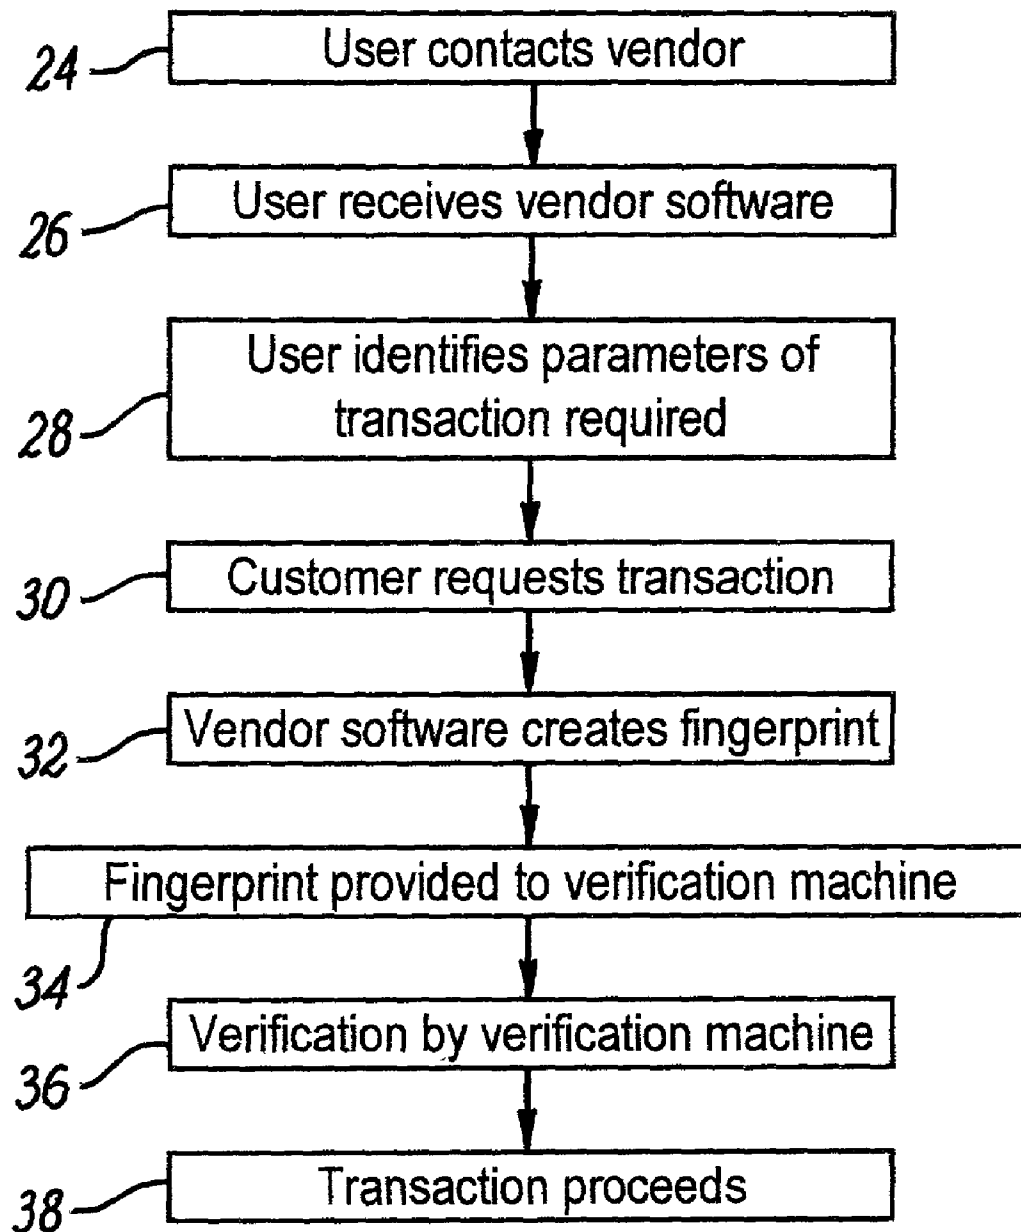 24
User contacts vendor
26
User receives vendor software
28
User identifies parameters of
transaction required
30
Customer requests transaction
32
Vendor software creates fingerprint
34
Fingerprint provided to verification machine
36
Verification by verification machine
38
Transaction proceeds